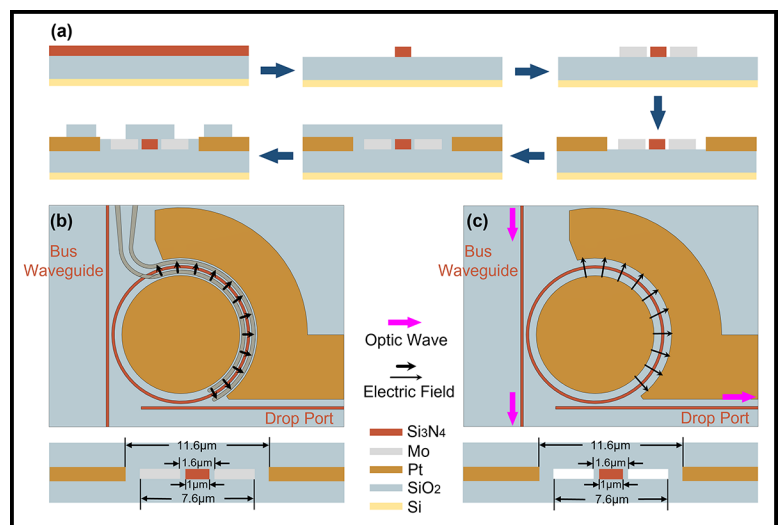 (a)
(b)
Bus
Waveguide
Drop Port
(c)
Bus
Waveguide
Drop Port
Optic Wave
Electric Field
Si3N4
Mo
Pt
SiO2
Si
11.6μm
1.6μm
1μm
7.6μm
11.6μm
1.6μm
1μm
7.6μm